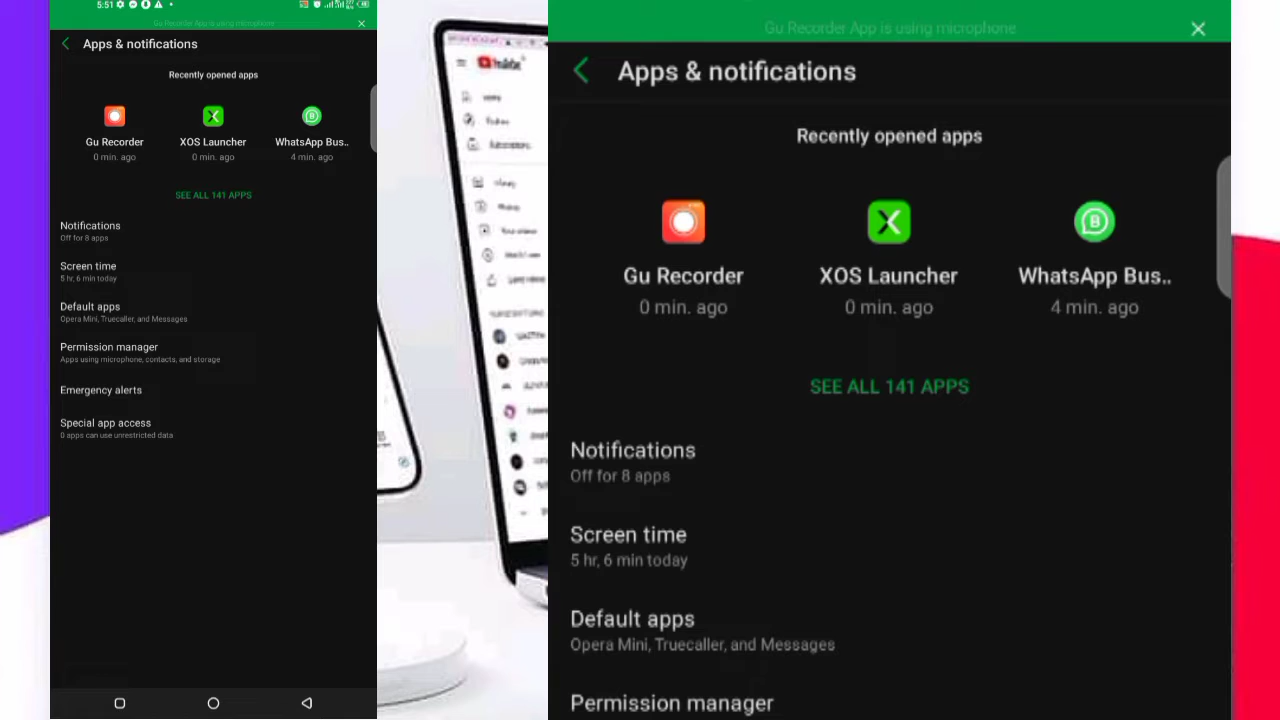 5:51
Gu Recorder App is using microphone
Apps & notifications
Recently opened apps
Gu Recorder
XOS Launcher
WhatsApp Bus..
0 min. ago
0 min. ago
4 min. ago
SEE ALL 141 APPS
Notifications
Off for 8 apps
Screen time
5 hr, 6 min today
Default apps
Opera Mini, Truecaller, and Messages
Permission manager
Apps using microphone, contacts, and storage
Emergency alerts
Special app access
0 apps can use unrestricted data
YouTube
Home
Subscriptions
Library
Gu Recorder App is using microphone
Apps & notifications
Recently opened apps
Gu Recorder
XOS Launcher
WhatsApp Bus..
0 min. ago
0 min. ago
4 min. ago
SEE ALL 141 APPS
Notifications
Off for 8 apps
Screen time
5 hr, 6 min today
Default apps
Opera Mini, Truecaller, and Messages
Permission manager